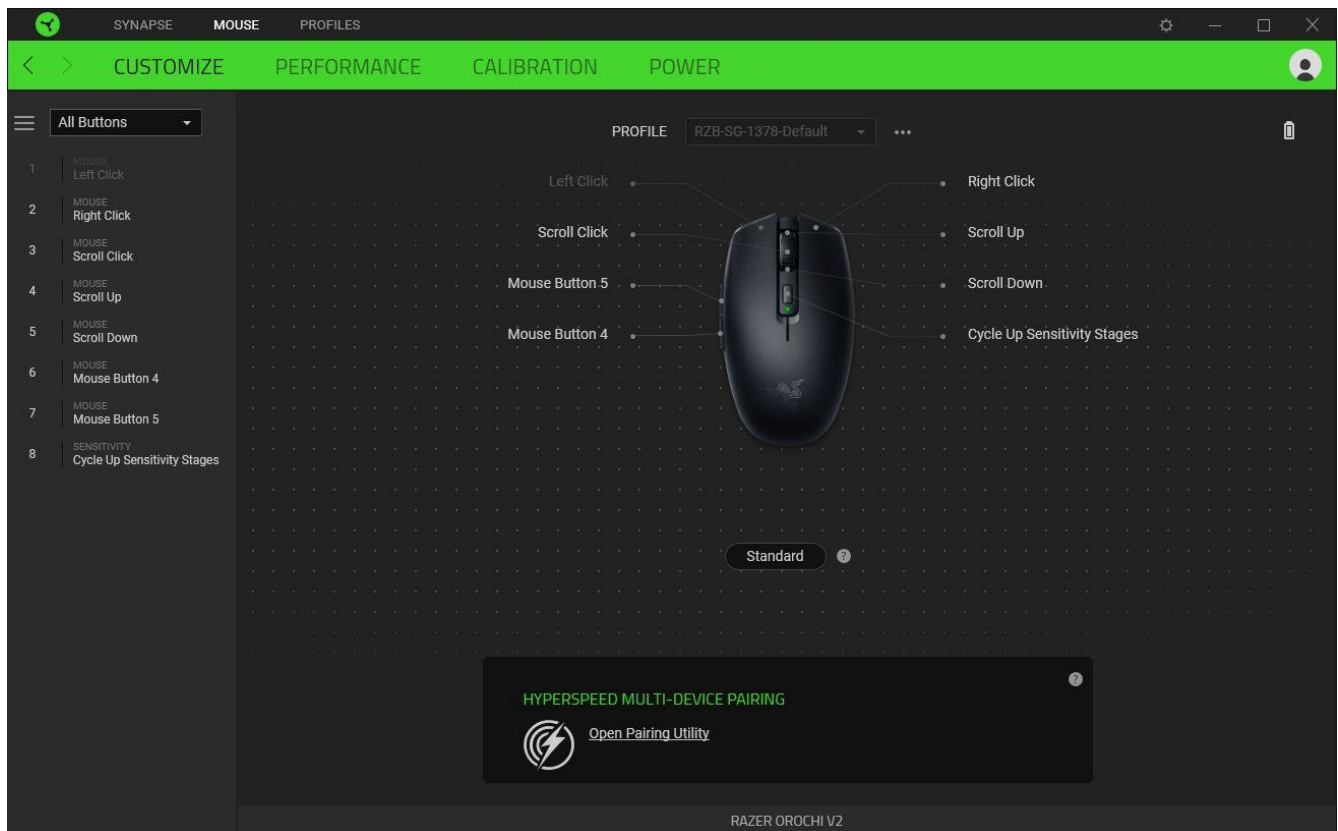 SYNAPSE MOUSE PROFILES
CUSTOMIZE PERFORMANCE CALIBRATION POWER
All Buttons
PROFILE RZB-SG-1378-Default
1 MOUSE
Left Click
2 MOUSE
Right Click
3 MOUSE
Scroll Click
4 MOUSE
Scroll Up
5 MOUSE
Scroll Down
6 MOUSE
Mouse Button 4
7 MOUSE
Mouse Button 5
8 SENSITIVITY
Cycle Up Sensitivity Stages
Left Click Right Click
Scroll Click Scroll Up
Mouse Button 5 Scroll Down
Mouse Button 4 Cycle Up Sensitivity Stages
Standard ?
?
HYPERSPEED MULTI-DEVICE PAIRING
Open Pairing Utility
RAZER OROCHI V2